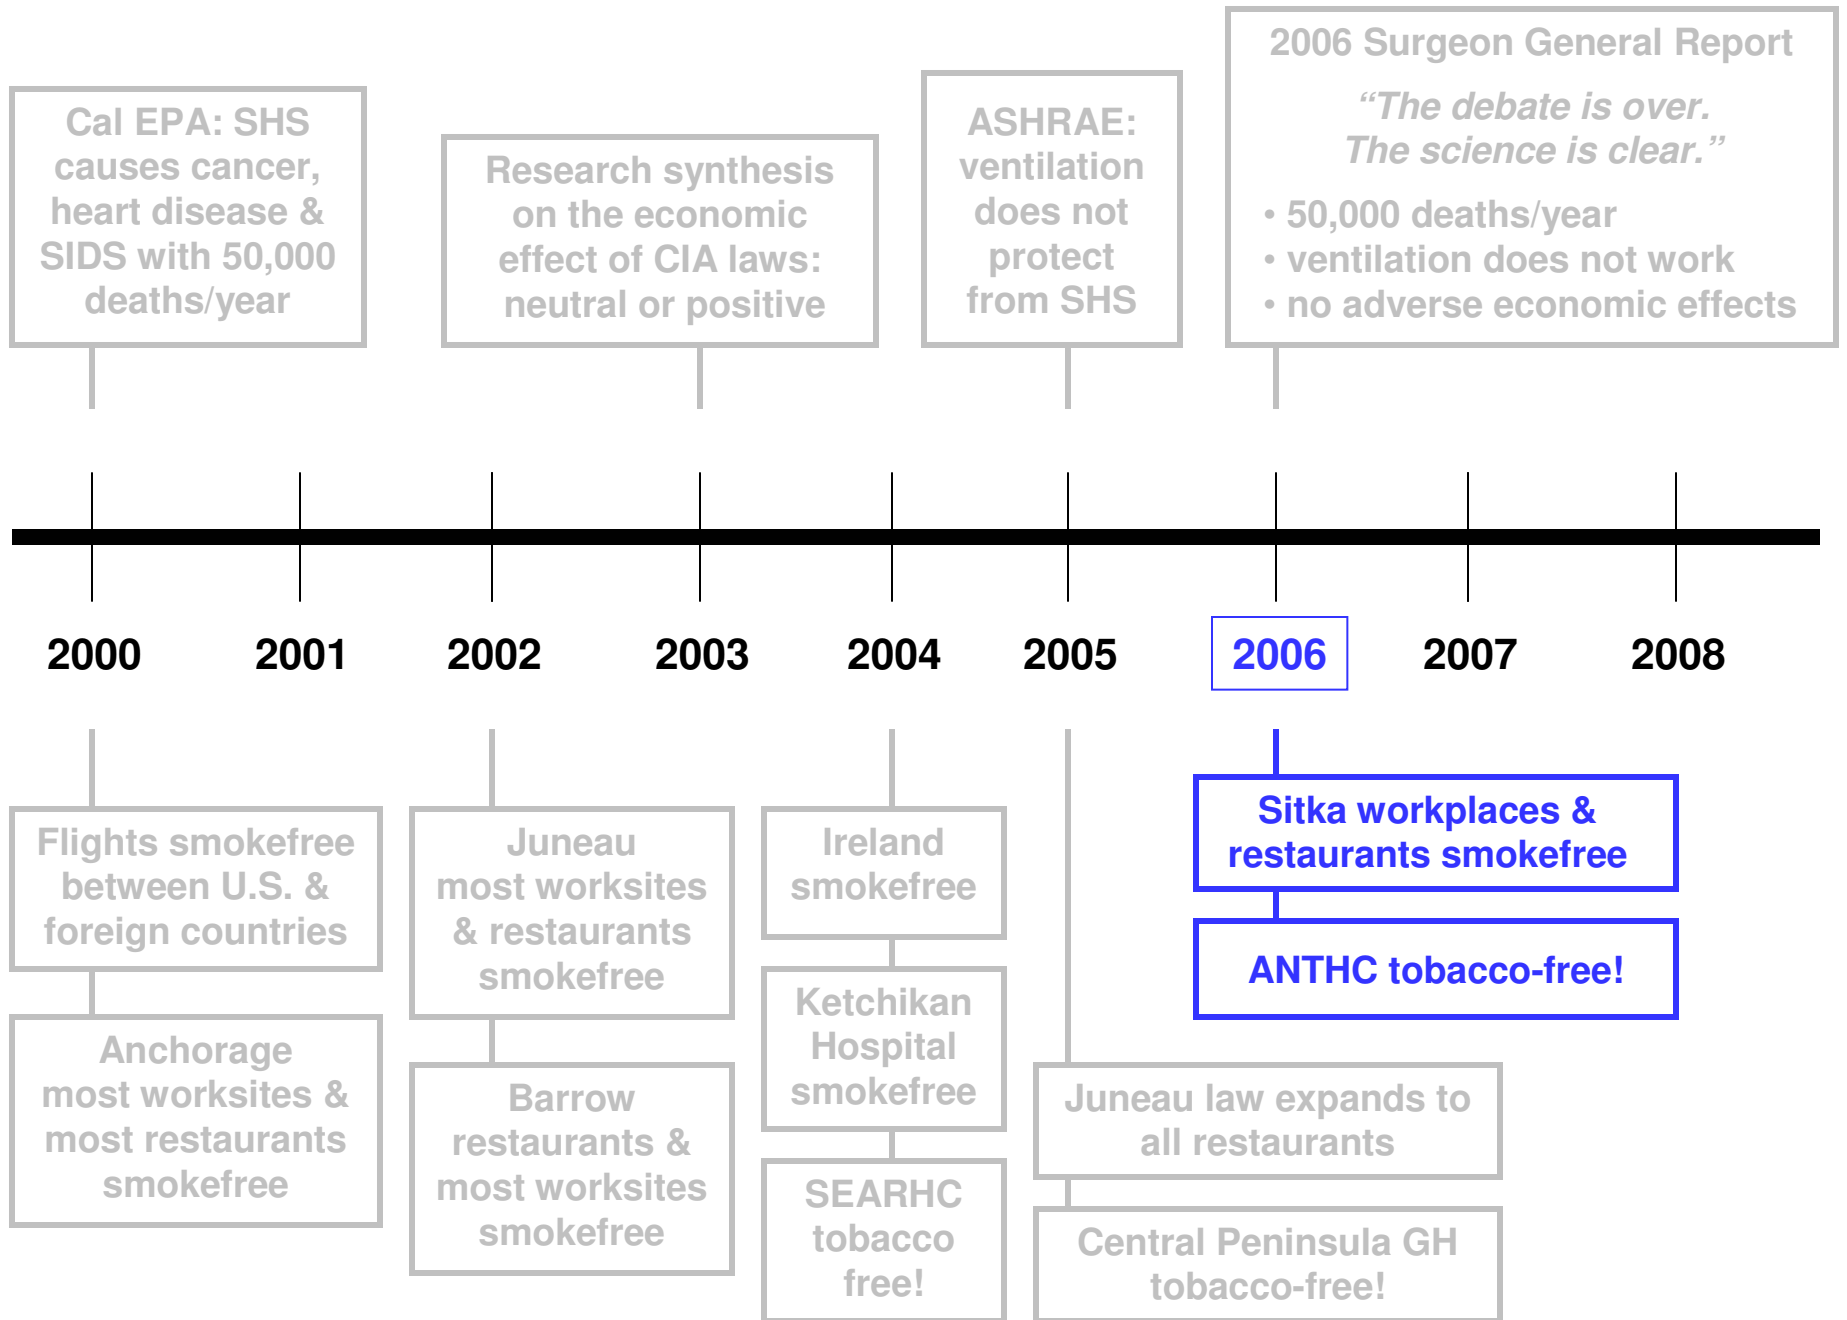 Cal EPA: SHS
causes cancer,
heart disease &
SIDS with 50,000
deaths/year
Research synthesis
on the economic
effect of CIA laws:
neutral or positive
ASHRAE:
ventilation
does not
protect
from SHS
2006 Surgeon General Report
“The debate is over.
The science is clear.”
• 50,000 deaths/year
• ventilation does not work
• no adverse economic effects
2000 2001 2002 2003 2004 2005 2006 2007 2008
Flights smokefree
between U.S. &
foreign countries
Anchorage
most worksites &
most restaurants
smokefree
Juneau
most worksites
& restaurants
smokefree
Barrow
restaurants &
most worksites
smokefree
Ireland
smokefree
Ketchikan
Hospital
smokefree
SEARHC
tobacco
free!
Juneau law expands to
all restaurants
Central Peninsula GH
tobacco-free!
Sitka workplaces &
restaurants smokefree
ANTHC tobacco-free!